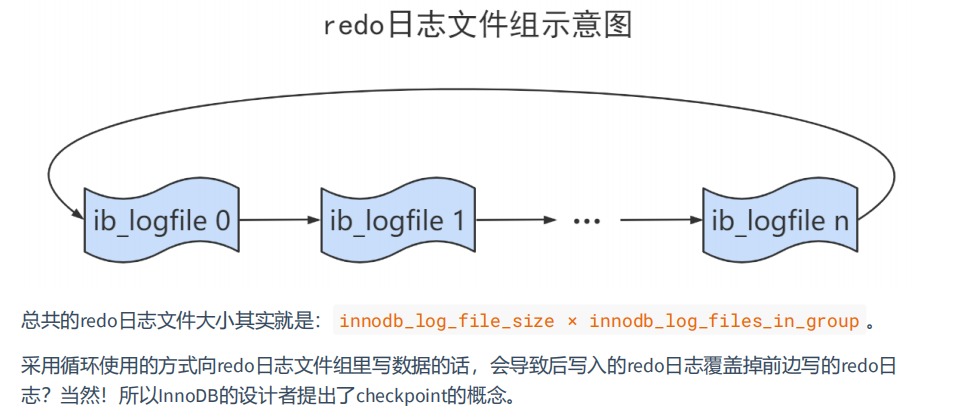 redo日志文件组示意图
ib_logfile 0
ib_logfile 1
...
ib_logfile n
总共的redo日志文件大小其实就是：innodb_log_file_size × innodb_log_files_in_group。
采用循环使用的方式向redo日志文件组里写数据的话，会导致后写入的redo日志覆盖掉前边写的redo日
志？当然！所以InnoDB的设计者提出了checkpoint的概念。